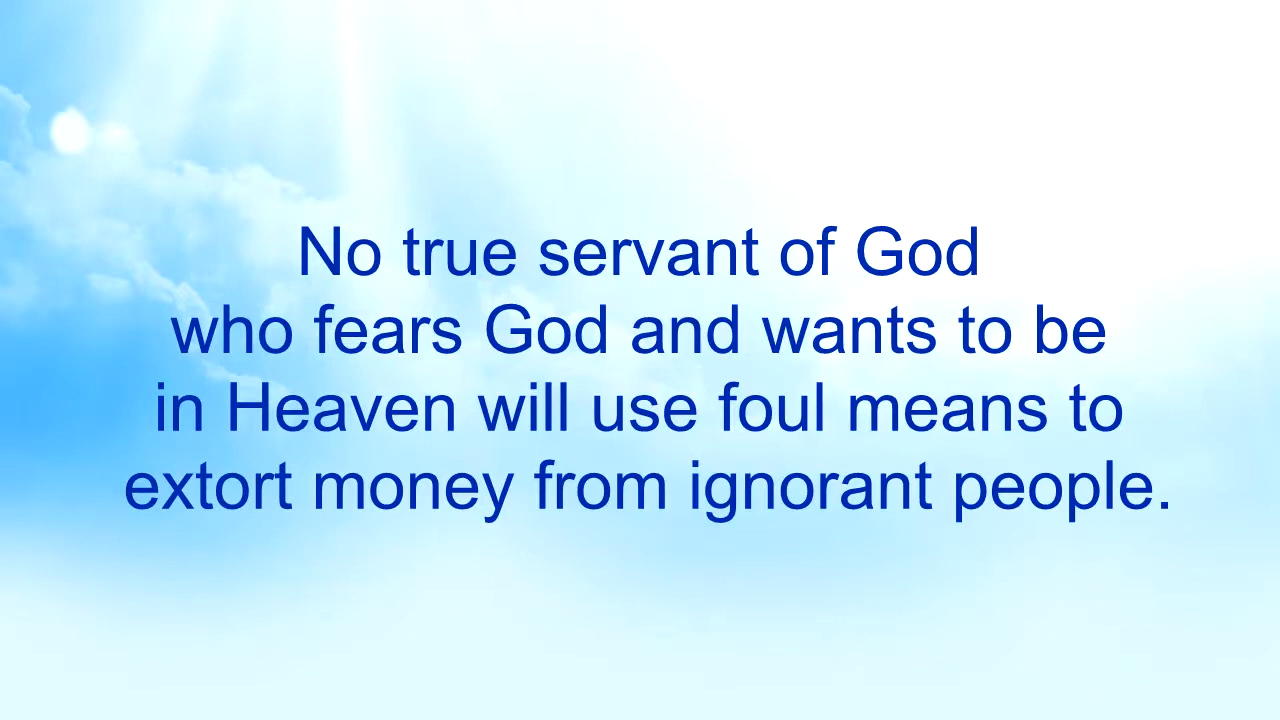 No true servant of God
who fears God and wants to be
in Heaven will use foul means to
extort money from ignorant people.